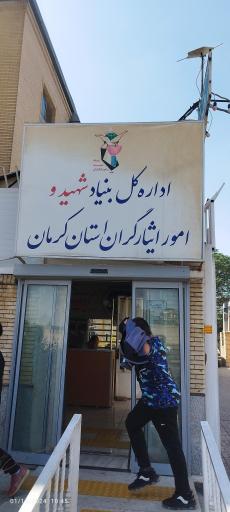 اداره کل بنیاد شهید و
امور ایثارگران استان کرمان